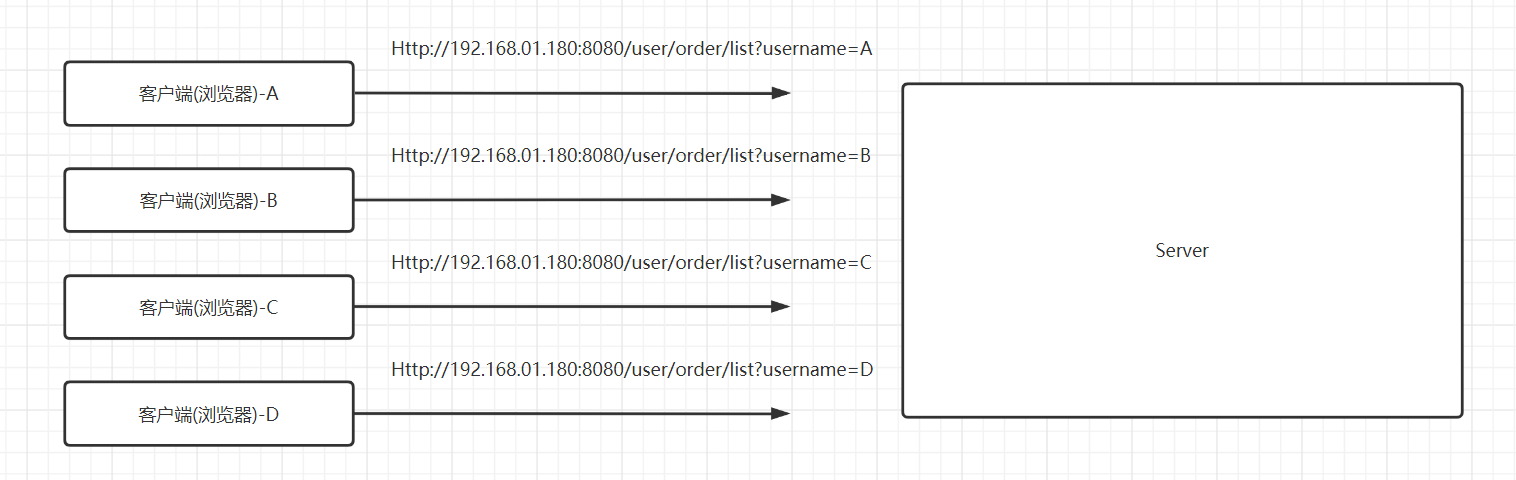 Http://192.168.01.180:8080/user/order/list?username=A
客户端(浏览器)-A
Http://192.168.01.180:8080/user/order/list?username=B
客户端(浏览器)-B
Server
Http://192.168.01.180:8080/user/order/list?username=C
客户端(浏览器)-C
Http://192.168.01.180:8080/user/order/list?username=D
客户端(浏览器)-D